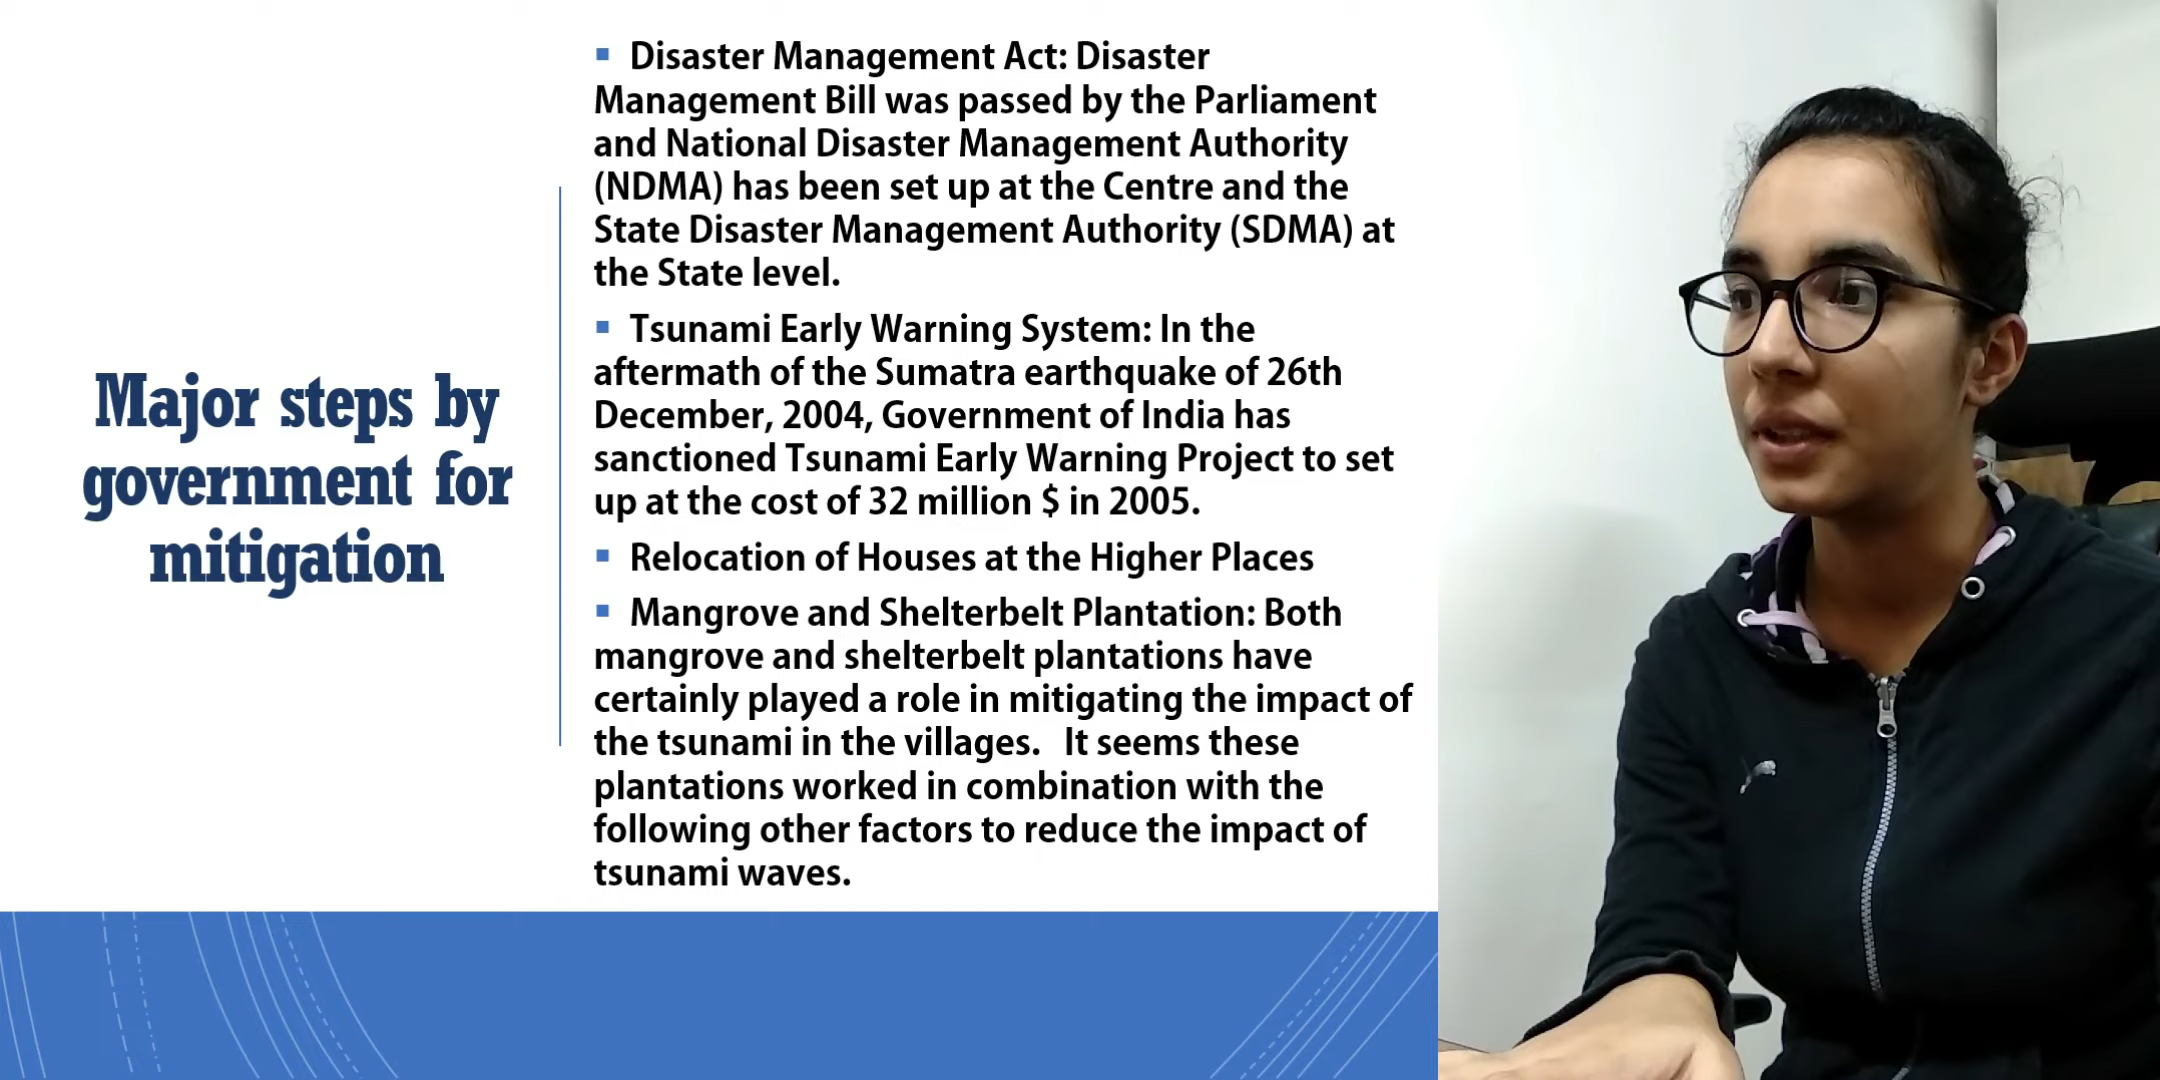 Major steps by
government for
mitigation
▪ Disaster Management Act: Disaster
Management Bill was passed by the Parliament
and National Disaster Management Authority
(NDMA) has been set up at the Centre and the
State Disaster Management Authority (SDMA) at
the State level.
▪ Tsunami Early Warning System: In the
aftermath of the Sumatra earthquake of 26th
December, 2004, Government of India has
sanctioned Tsunami Early Warning Project to set
up at the cost of 32 million $ in 2005.
▪ Relocation of Houses at the Higher Places
▪ Mangrove and Shelterbelt Plantation: Both
mangrove and shelterbelt plantations have
certainly played a role in mitigating the impact of
the tsunami in the villages.   It seems these
plantations worked in combination with the
following other factors to reduce the impact of
tsunami waves.